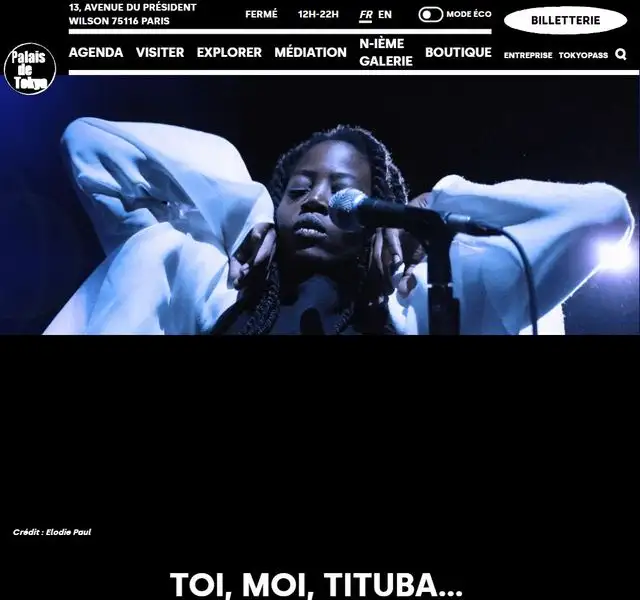 13, AVENUE DU PRÉSIDENT
WILSON 75116 PARIS
FERMÉ
12H-22H
FR EN
MODE ÉCO
BILLETTERIE
Palais
de
Tokyo
AGENDA
VISITER
EXPLORER
MÉDIATION
N-IÈME
GALERIE
BOUTIQUE
ENTREPRISE
TOKYOPASS
Crédit : Elodie Paul
TOI, MOI, TITUBA...